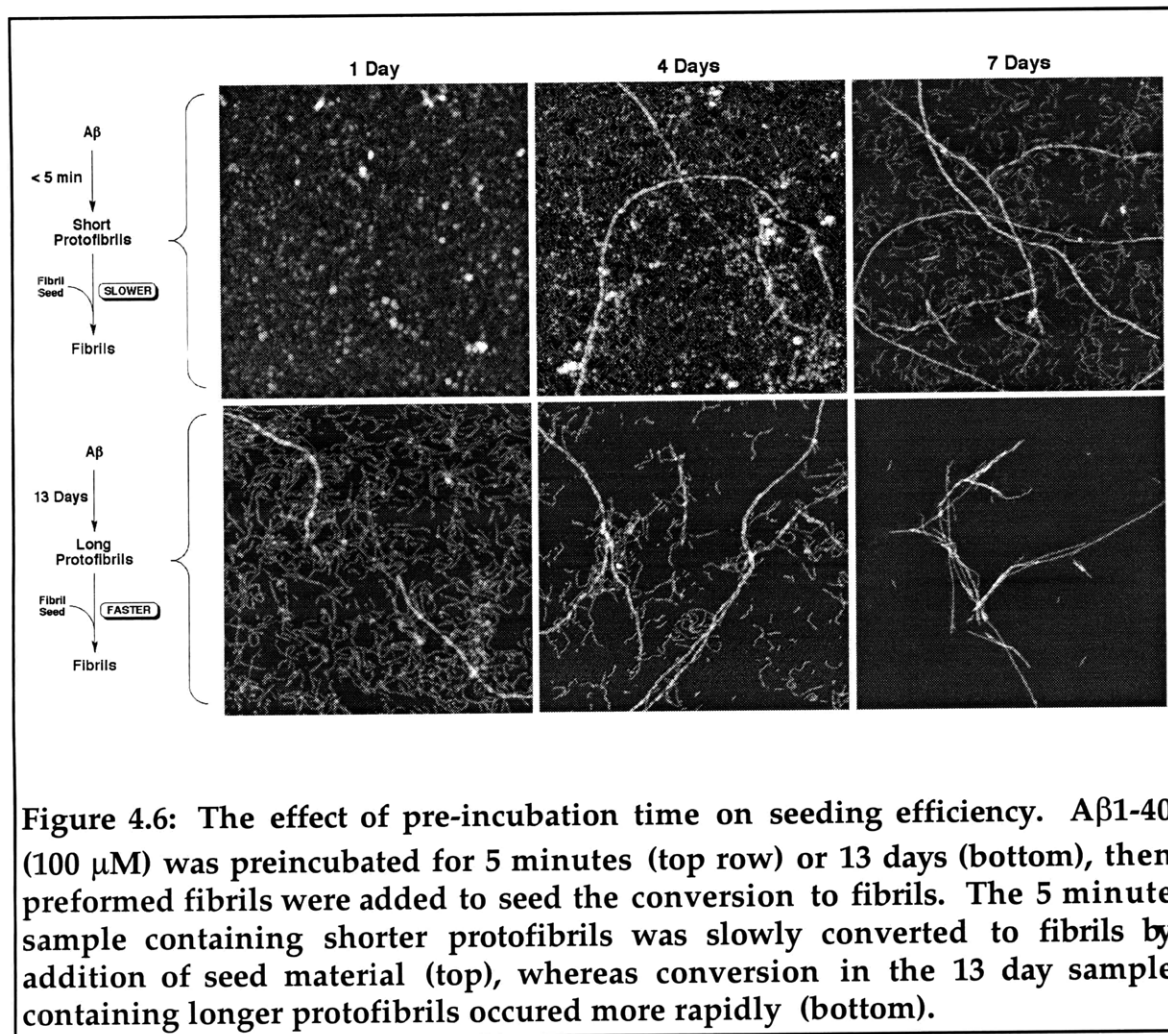 1 Day 4 Days 7 Days
Aβ
< 5 min
Short
Protofibrils
Fibril
Seed
SLOWER
Fibrils
Aβ
13 Days
Long
Protofibrils
Fibril
Seed
FASTER
Fibrils
Figure 4.6: The effect of pre-incubation time on seeding efficiency. Aβ1-40
(100 μM) was preincubated for 5 minutes (top row) or 13 days (bottom), then
preformed fibrils were added to seed the conversion to fibrils. The 5 minute
sample containing shorter protofibrils was slowly converted to fibrils by
addition of seed material (top), whereas conversion in the 13 day sample
containing longer protofibrils occured more rapidly (bottom).